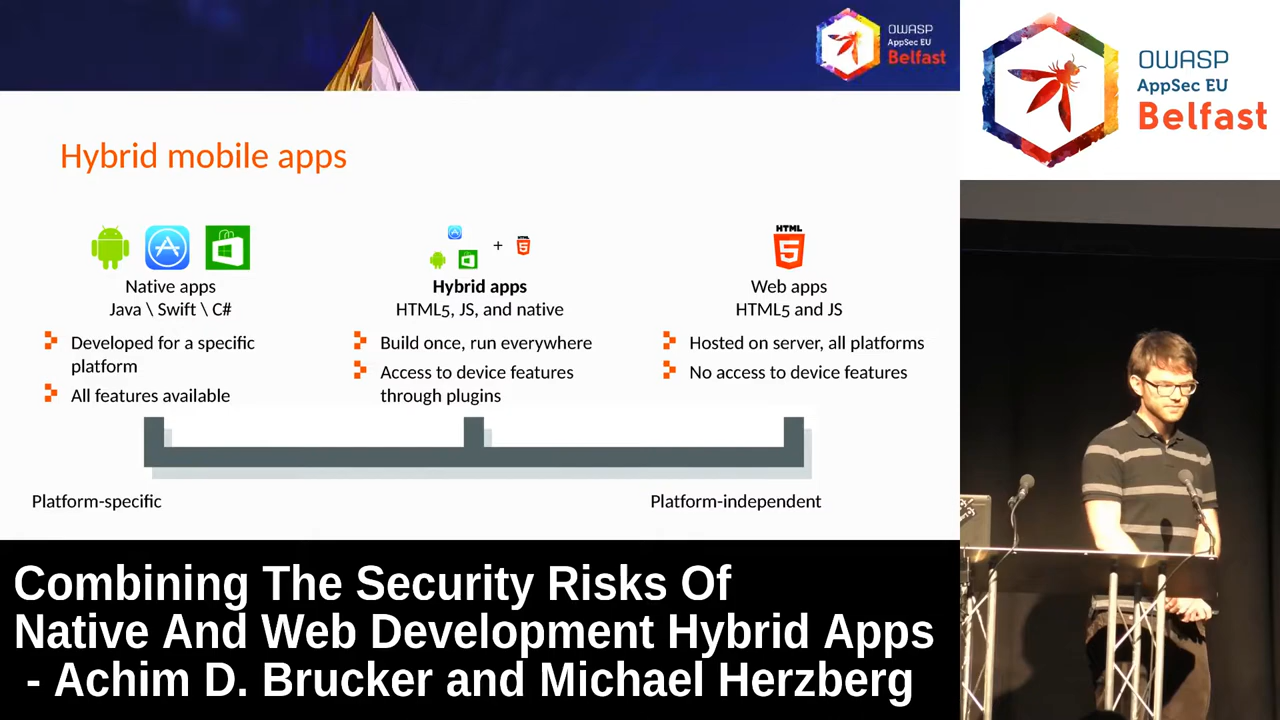 OWASP
AppSec EU
Belfast
OWASP
AppSec EU
Belfast
Hybrid mobile apps
HTML
5
Native apps
Java \ Swift \ C#
Developed for a specific
platform
All features available
+
HTML
5
Hybrid apps
HTML5, JS, and native
Build once, run everywhere
Access to device features
through plugins
Web apps
HTML5 and JS
Hosted on server, all platforms
No access to device features
Platform-specific
Platform-independent
Combining The Security Risks Of
Native And Web Development Hybrid Apps
- Achim D. Brucker and Michael Herzberg